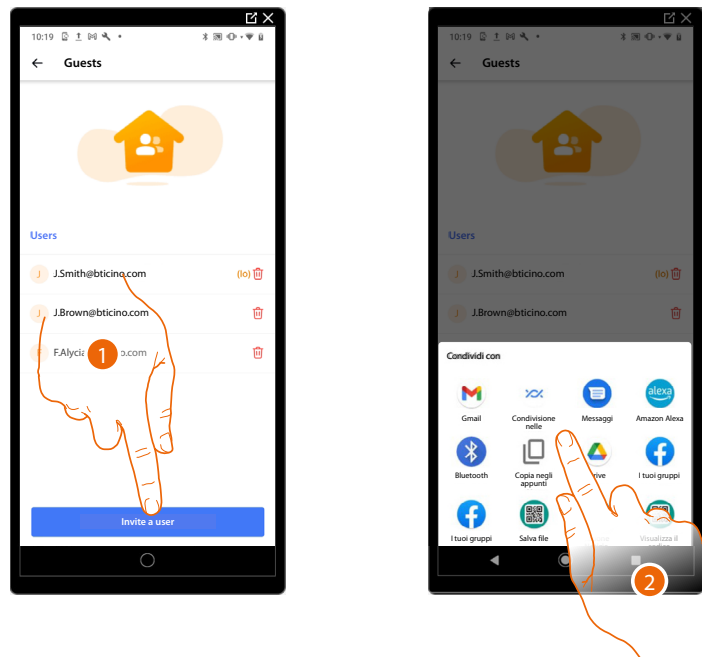 10:19
Guests
Users
J J.Smith@bticino.com (Io)
J J.Brown@bticino.com
F.Alycia o.com
1
Invite a user
10:19
Guests
Users
J J.Smith@bticino.com (Io)
J J.Brown@bticino.com
Condividi con
Gmail Condivisione nelle Messaggi Amazon Alexa
alexa
Bluetooth Copia negli appunti Drive I tuoi gruppi
I tuoi gruppi Salva file Visualizza il
2